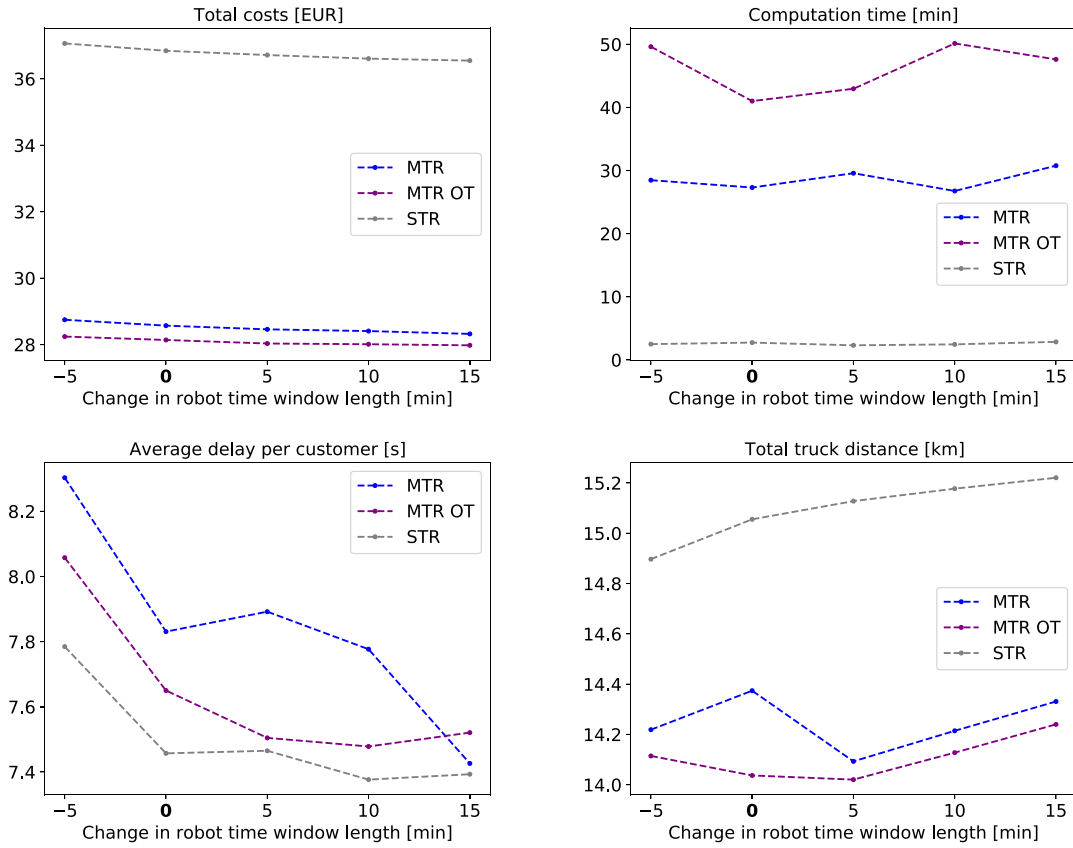 Total costs [EUR]
36
34
32
30
28
MTR
MTR OT
STR
−5 0 5 10 15
Change in robot time window length [min]
Computation time [min]
50
40
30
20
10
0
MTR
MTR OT
STR
−5 0 5 10 15
Change in robot time window length [min]
Average delay per customer [s]
8.2
8.0
7.8
7.6
7.4
MTR
MTR OT
STR
−5 0 5 10 15
Change in robot time window length [min]
Total truck distance [km]
15.2
15.0
14.8
14.6
14.4
14.2
14.0
MTR
MTR OT
STR
−5 0 5 10 15
Change in robot time window length [min]